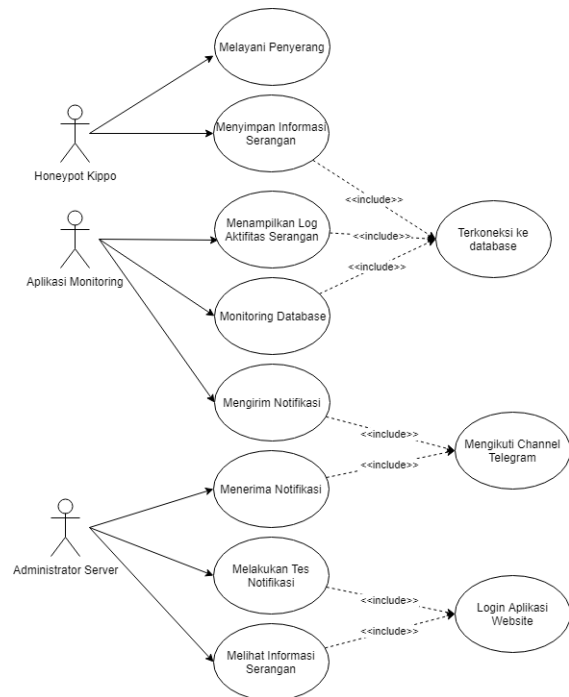 Melayani Penyerang
Menyimpan Informasi
Serangan
Honeypot Kippo
<<include>>
Menampilkan Log
Aktifitas Serangan
<<include>>
Terkoneksi ke
database
<<include>>
Aplikasi Monitoring
Monitoring Database
Mengirim Notifikasi
<<include>>
Mengikuti Channel
Telegram
<<include>>
Menerima Notifikasi
Administrator Server
Melakukan Tes
Notifikasi
<<include>>
Login Aplikasi
Website
<<include>>
Melihat Informasi
Serangan